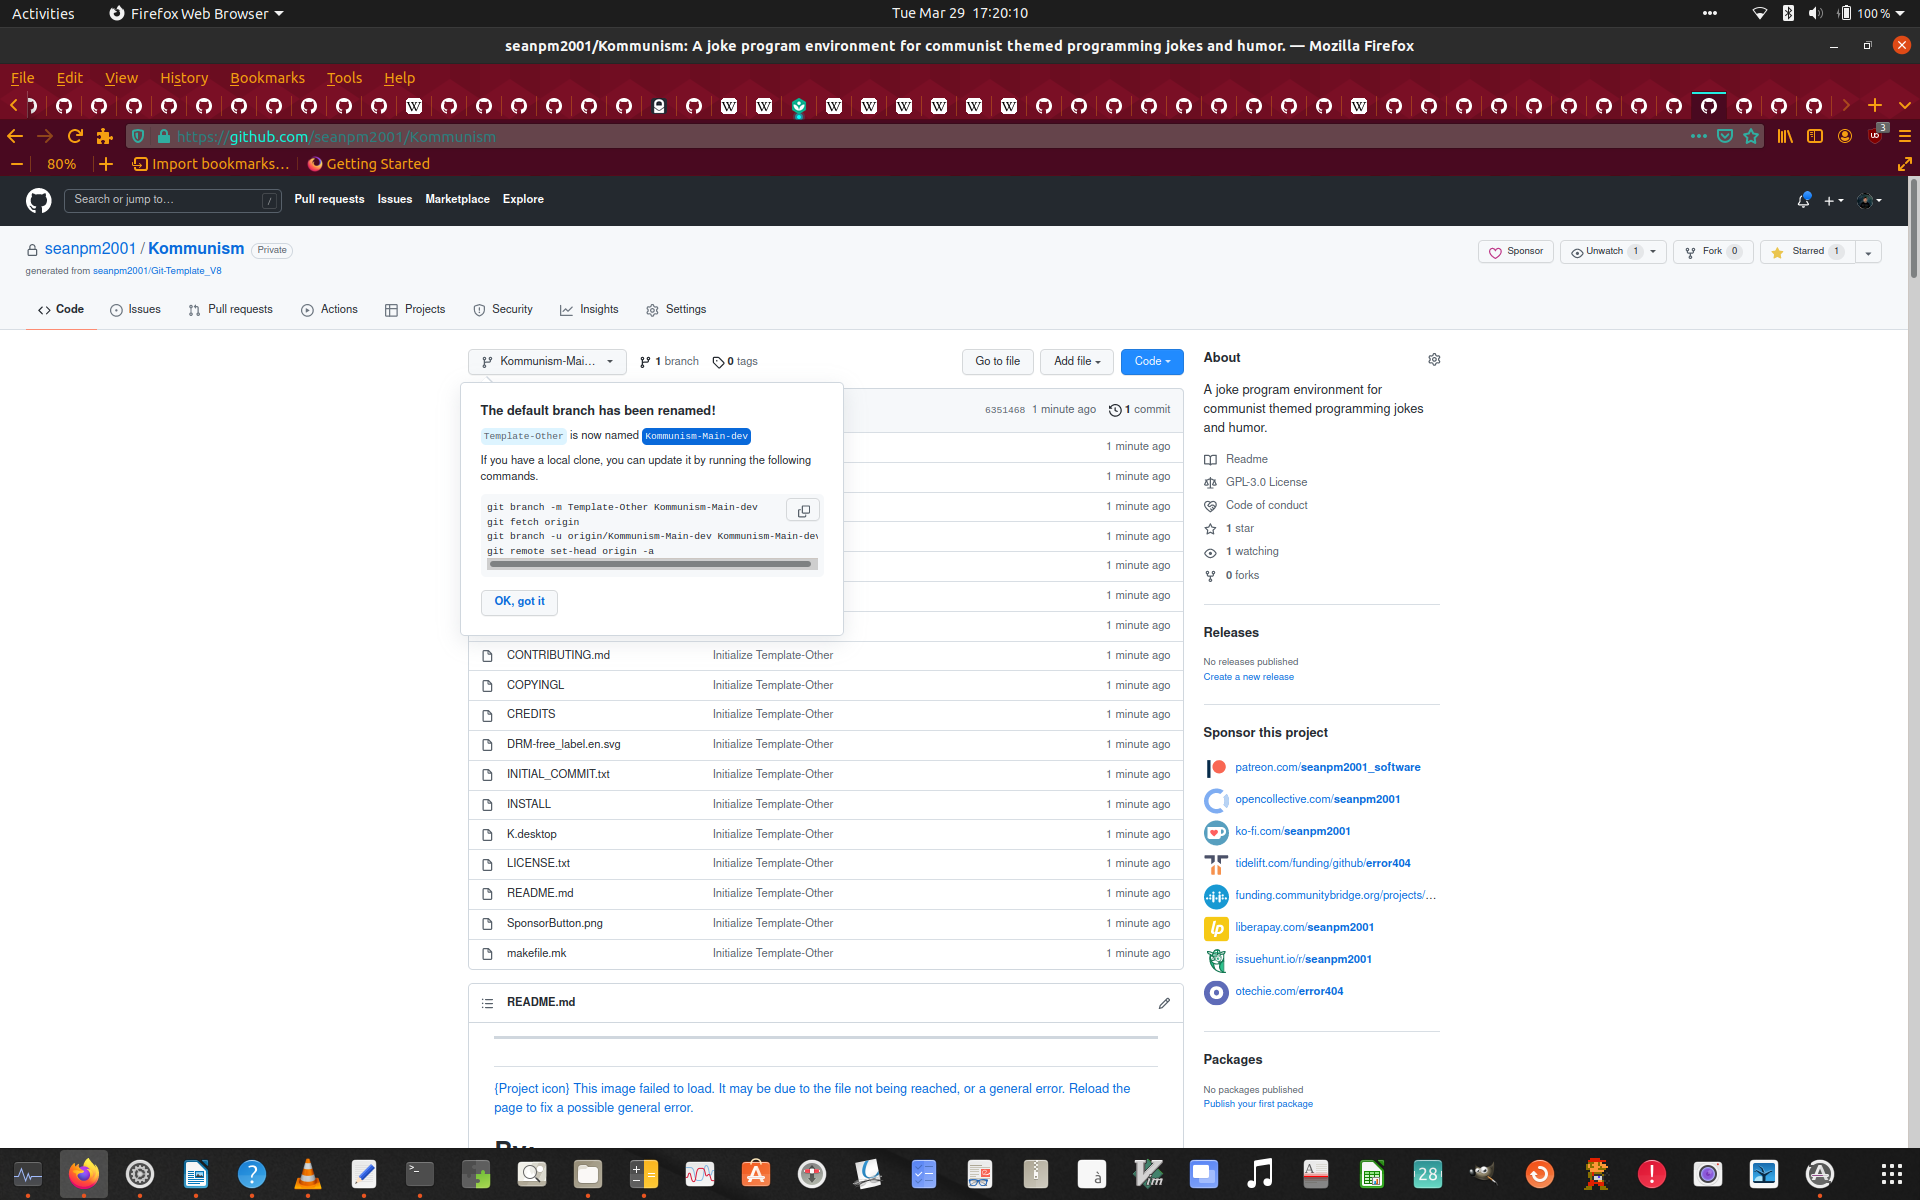 Activities
Firefox Web Browser
Tue Mar 29  17:20:10
100 %
seanpm2001/Kommunism: A joke program environment for communist themed programming jokes and humor. — Mozilla Firefox
File Edit View History Bookmarks Tools Help
https://github.com/seanpm2001/Kommunism
3
80%
Import bookmarks...
Getting Started
Search or jump to...
/
Pull requests Issues Marketplace Explore
seanpm2001 / Kommunism
Private
Sponsor
Unwatch 1
Fork 0
Starred 1
generated from seanpm2001/Git-Template_V8
Code
Issues
Pull requests
Actions
Projects
Security
Insights
Settings
Kommunism-Mai...
1 branch
0 tags
Go to file
Add file
Code
The default branch has been renamed!
Template-Other is now named Kommunism-Main-dev
If you have a local clone, you can update it by running the following
commands.
git branch -m Template-Other Kommunism-Main-dev
git fetch origin
git branch -u origin/Kommunism-Main-dev Kommunism-Main-dev
git remote set-head origin -a
OK, got it
6351468 1 minute ago
1 commit
1 minute ago
1 minute ago
1 minute ago
1 minute ago
1 minute ago
1 minute ago
1 minute ago
CONTRIBUTING.md Initialize Template-Other 1 minute ago
COPYINGL Initialize Template-Other 1 minute ago
CREDITS Initialize Template-Other 1 minute ago
DRM-free_label.en.svg Initialize Template-Other 1 minute ago
INITIAL_COMMIT.txt Initialize Template-Other 1 minute ago
INSTALL Initialize Template-Other 1 minute ago
K.desktop Initialize Template-Other 1 minute ago
LICENSE.txt Initialize Template-Other 1 minute ago
README.md Initialize Template-Other 1 minute ago
SponsorButton.png Initialize Template-Other 1 minute ago
makefile.mk Initialize Template-Other 1 minute ago
README.md
{Project icon} This image failed to load. It may be due to the file not being reached, or a general error. Reload the
page to fix a possible general error.
About
A joke program environment for
communist themed programming jokes
and humor.
Readme
GPL-3.0 License
Code of conduct
1 star
1 watching
0 forks
Releases
No releases published
Create a new release
Sponsor this project
patreon.com/seanpm2001_software
opencollective.com/seanpm2001
ko-fi.com/seanpm2001
tidelift.com/funding/github/error404
funding.communitybridge.org/projects/...
liberapay.com/seanpm2001
issuehunt.io/r/seanpm2001
otechie.com/error404
Packages
No packages published
Publish your first package
28